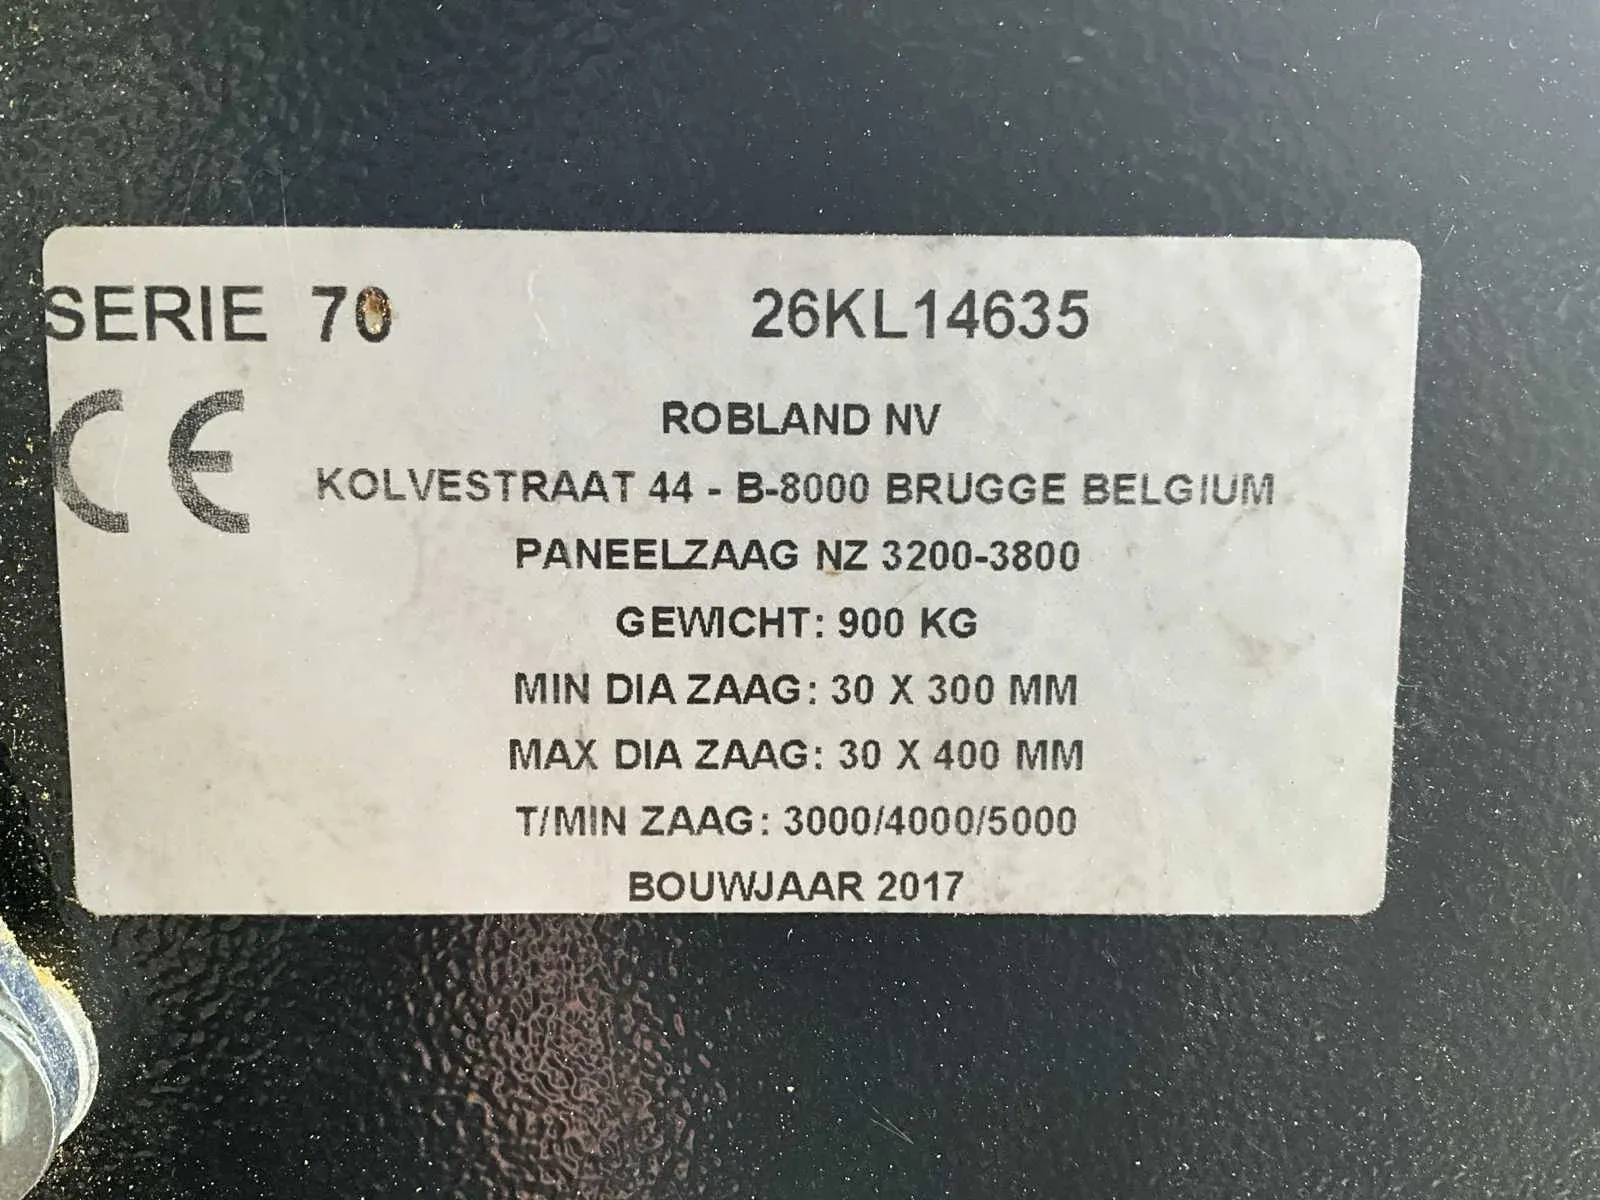 SERIE 70 26KL14635
CE
ROBLAND NV
KOLVESTRAAT 44 - B-8000 BRUGGE BELGIUM
PANEELZAAG NZ 3200-3800
GEWICHT: 900 KG
MIN DIA ZAAG: 30 X 300 MM
MAX DIA ZAAG: 30 X 400 MM
T/MIN ZAAG: 3000/4000/5000
BOUWJAAR 2017